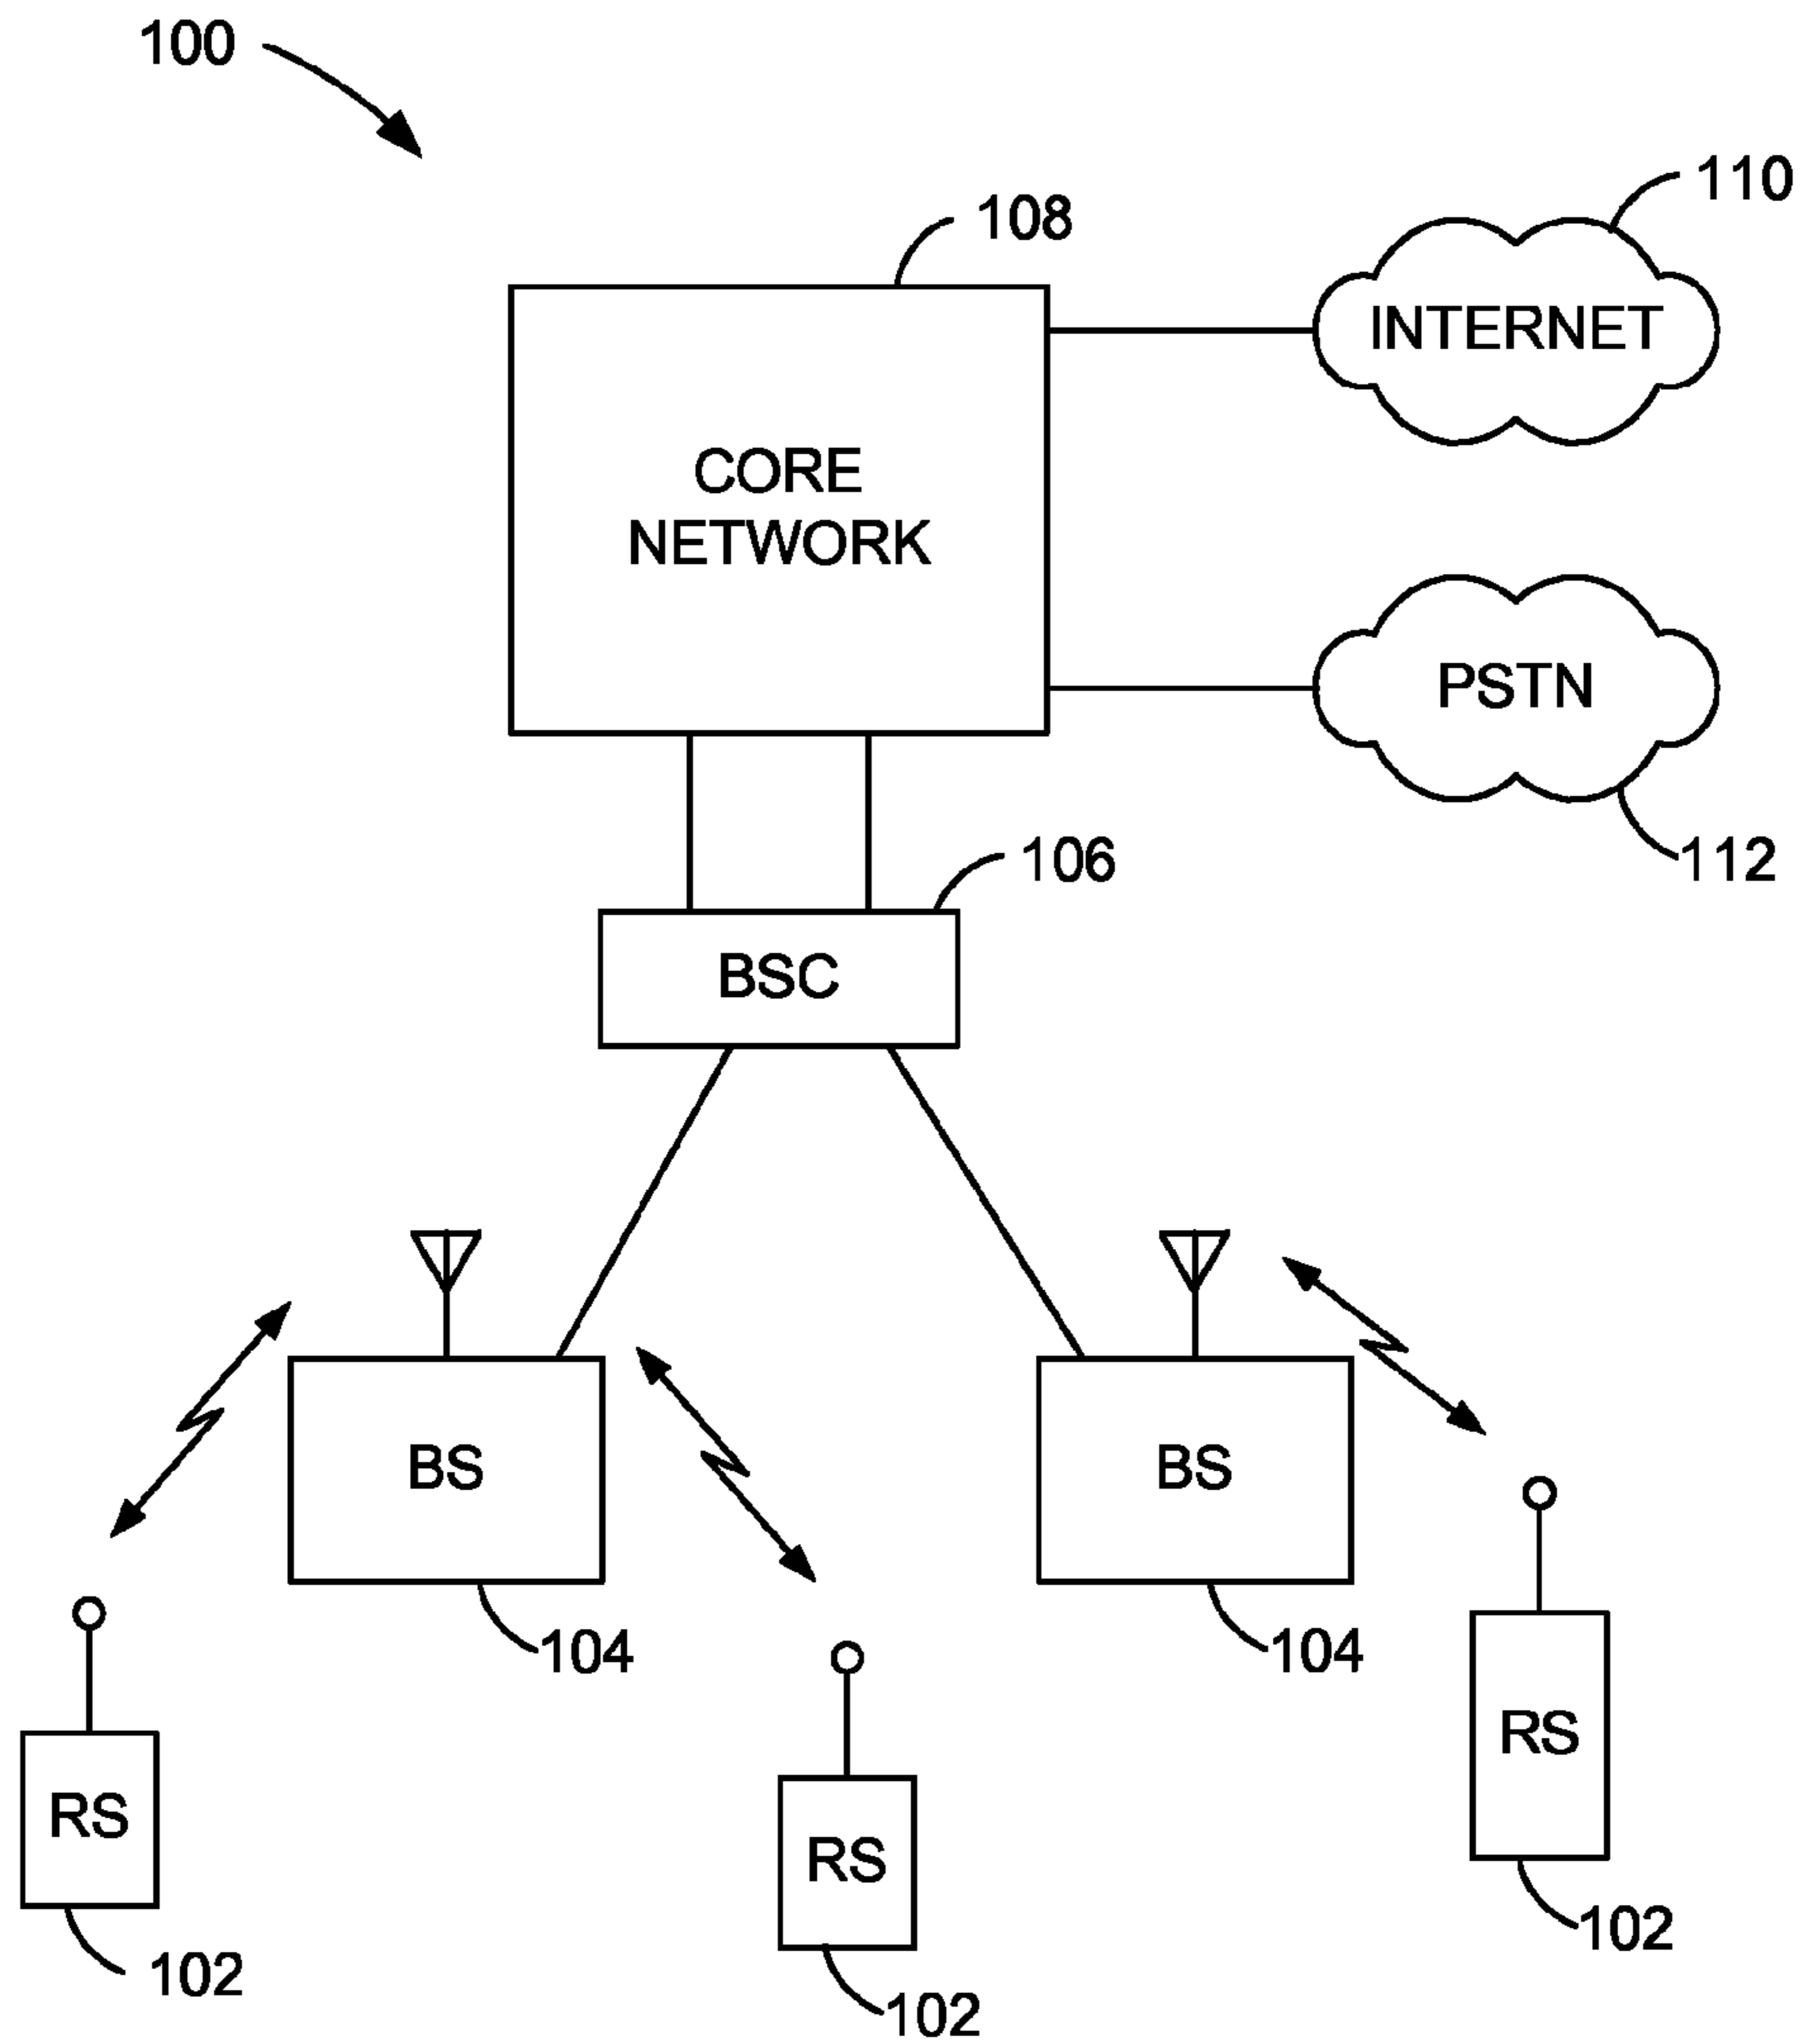 100
110
108
INTERNET
CORE
NETWORK
PSTN
106
112
BSC
BS
BS
104
104
RS
RS
RS
102
102
102